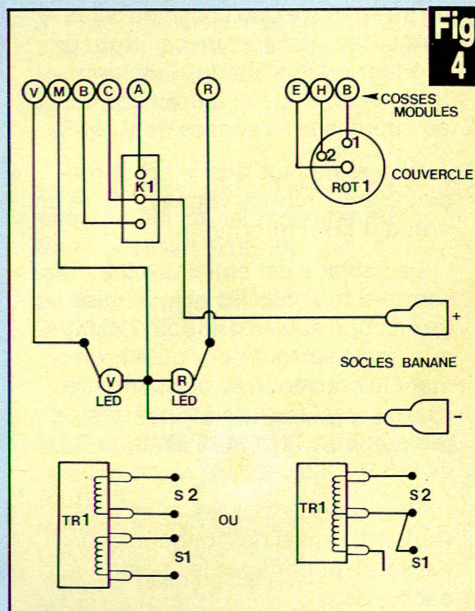 Fig
4
V M B C A R E H B
COSSES
MODULES
1
2
K1
ROT 1
COUVERCLE
+
SOCLES BANANE
V R
LED LED
-
S2 S2
TR1 OU TR1
S1 S1